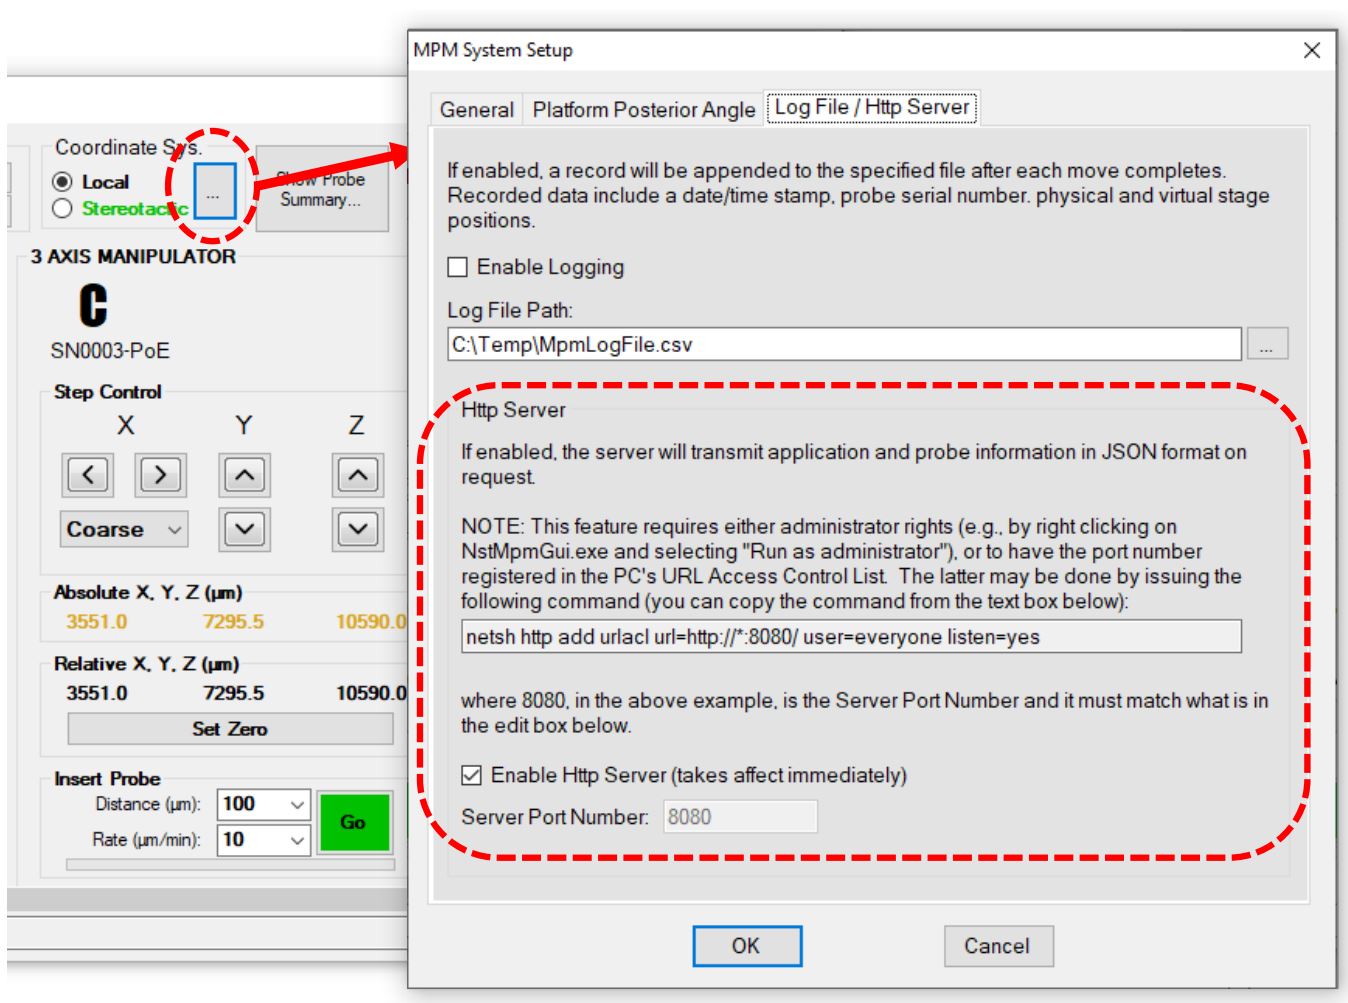 MPM System Setup
General
Platform Posterior Angle
Log File / Http Server
If enabled, a record will be appended to the specified file after each move completes.
Recorded data include a date/time stamp, probe serial number. physical and virtual stage
positions.
Enable Logging
Log File Path:
C:\Temp\MpmLogFile.csv
...
Http Server
If enabled, the server will transmit application and probe information in JSON format on
request.
NOTE: This feature requires either administrator rights (e.g., by right clicking on
NstMpmGui.exe and selecting "Run as administrator"), or to have the port number
registered in the PC's URL Access Control List. The latter may be done by issuing the
following command (you can copy the command from the text box below):
netsh http add urlacl url=http://*:8080/ user=everyone listen=yes
where 8080, in the above example, is the Server Port Number and it must match what is in
the edit box below.
Enable Http Server (takes affect immediately)
Server Port Number: 8080
OK
Cancel
Coordinate Sys.
Local
Stereotactic
...
Show Probe
Summary...
3 AXIS MANIPULATOR
C
SN0003-PoE
Step Control
X Y Z
Coarse
Absolute X, Y, Z (µm)
3551.0 7295.5 10590.0
Relative X, Y, Z (µm)
3551.0 7295.5 10590.0
Set Zero
Insert Probe
Distance (µm): 100
Go
Rate (µm/min): 10